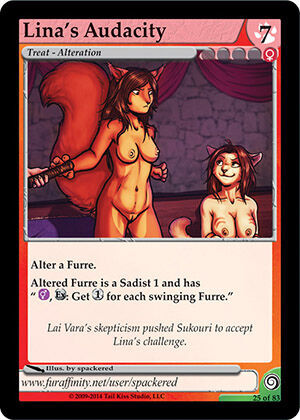 Lina's Audacity
7
Treat - Alteration
Alter a Furre.
Altered Furre is a Sadist 1 and has
" , : Get 1 for each swinging Furre."
Lai Vara's skepticism pushed Sukouri to accept
Lina's challenge.
Illus. by spackered
www.furaffinity.net/user/spackered
©2009-2014 Tail Kiss Studio, LLC
25 of 83